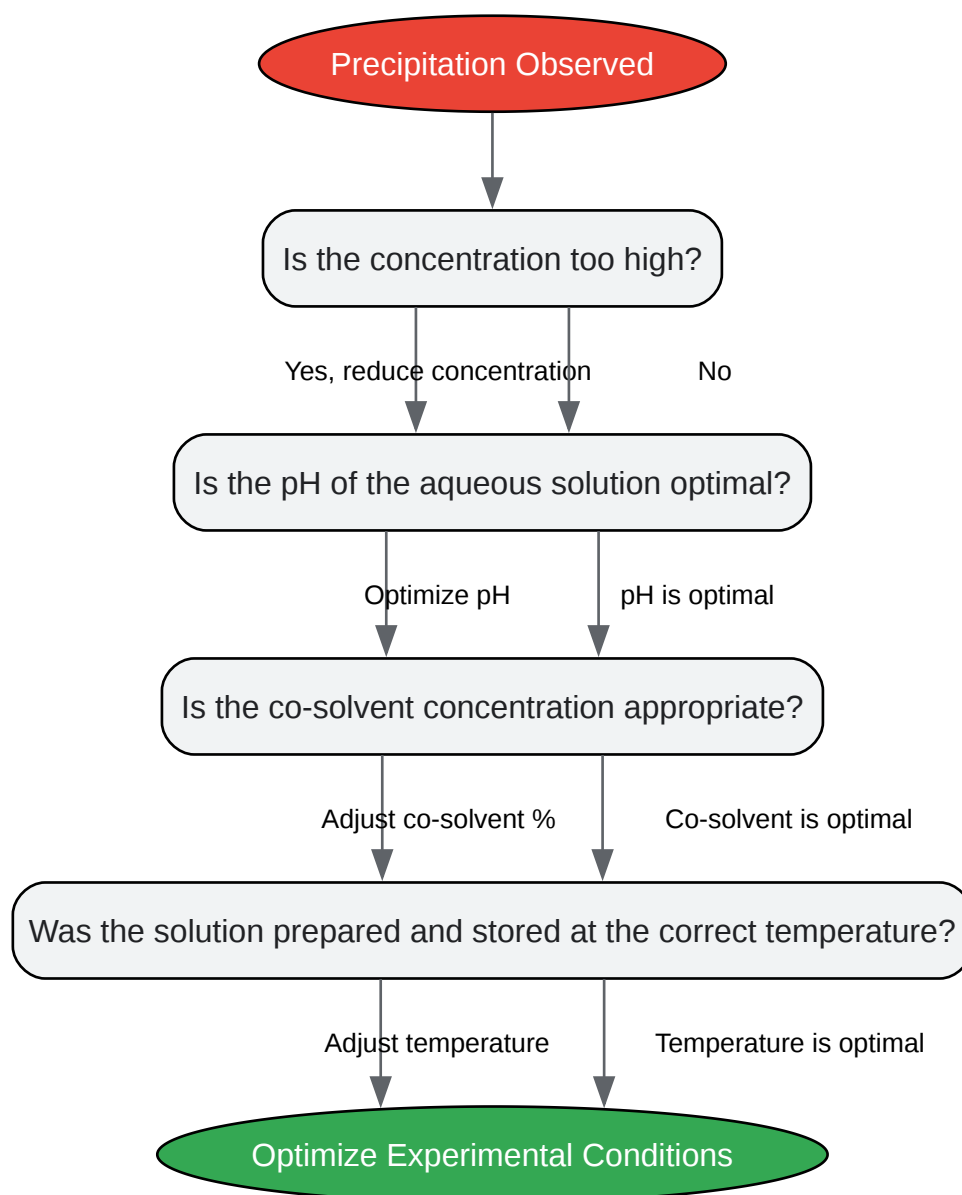 Precipitation Observed
Is the concentration too high?
Yes, reduce concentration
No
Is the pH of the aqueous solution optimal?
Optimize pH
pH is optimal
Is the co-solvent concentration appropriate?
Adjust co-solvent %
Co-solvent is optimal
Was the solution prepared and stored at the correct temperature?
Adjust temperature
Temperature is optimal
Optimize Experimental Conditions